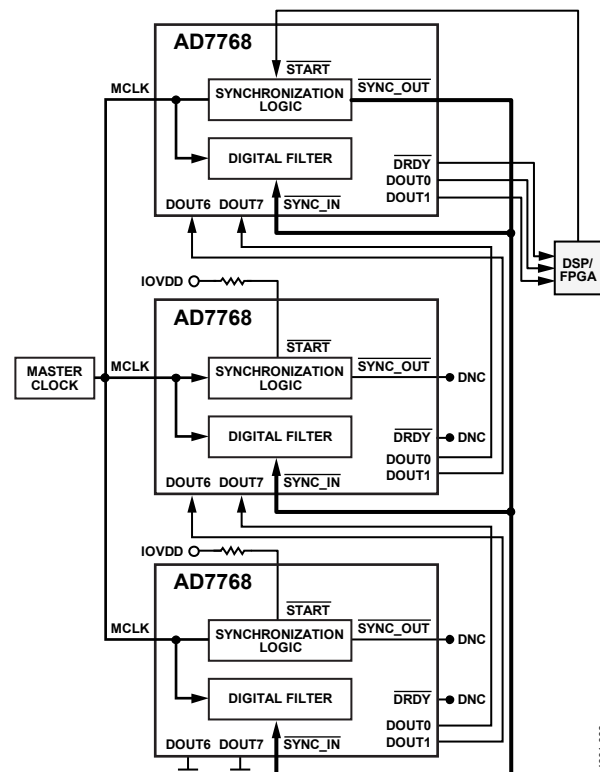 AD7768
START
MCLK
SYNCHRONIZATION
LOGIC
SYNC_OUT
DIGITAL FILTER
DRDY
DOUT0
DOUT1
DOUT6 DOUT7 SYNC_IN
DSP/
FPGA
IOVDD
AD7768
START
MASTER
CLOCK
MCLK
SYNCHRONIZATION
LOGIC
SYNC_OUT
DNC
DIGITAL FILTER
DRDY
DNC
DOUT0
DOUT1
DOUT6 DOUT7 SYNC_IN
IOVDD
AD7768
START
MCLK
SYNCHRONIZATION
LOGIC
SYNC_OUT
DNC
DIGITAL FILTER
DRDY
DNC
DOUT0
DOUT1
DOUT6 DOUT7 SYNC_IN